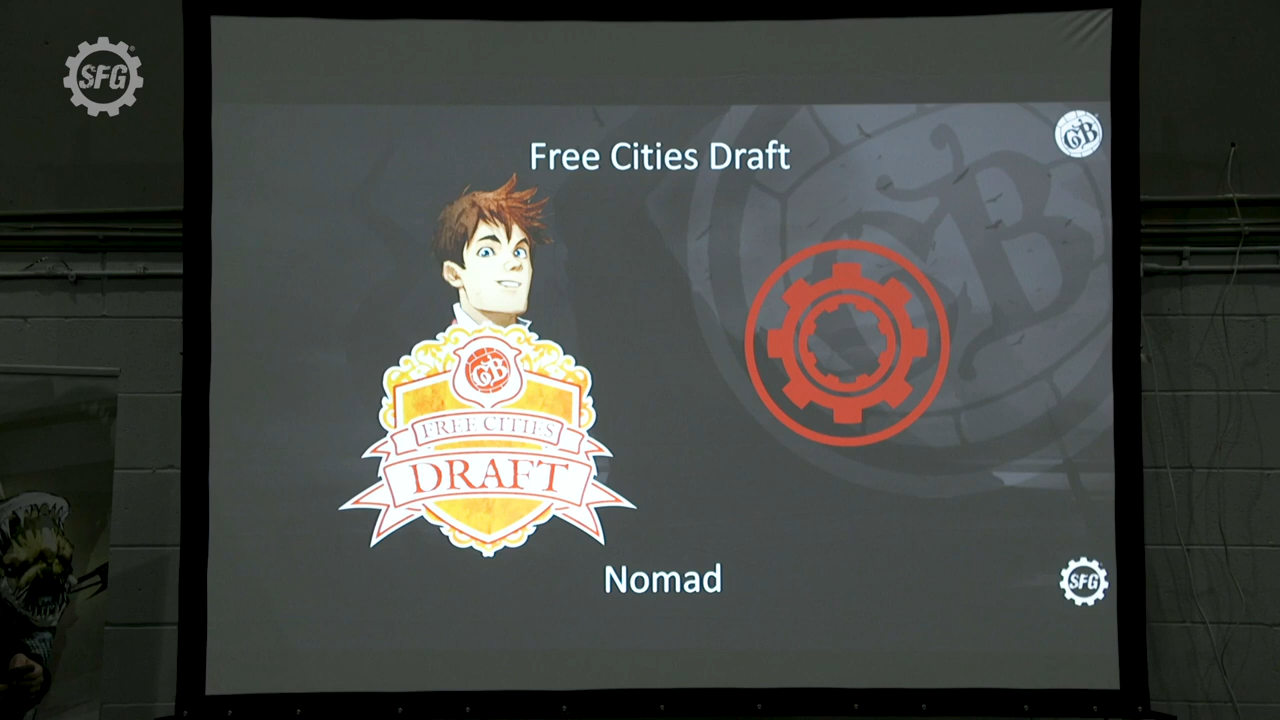 SFG
Free Cities Draft
GB
GB
FREE CITIES
DRAFT
Nomad
SFG